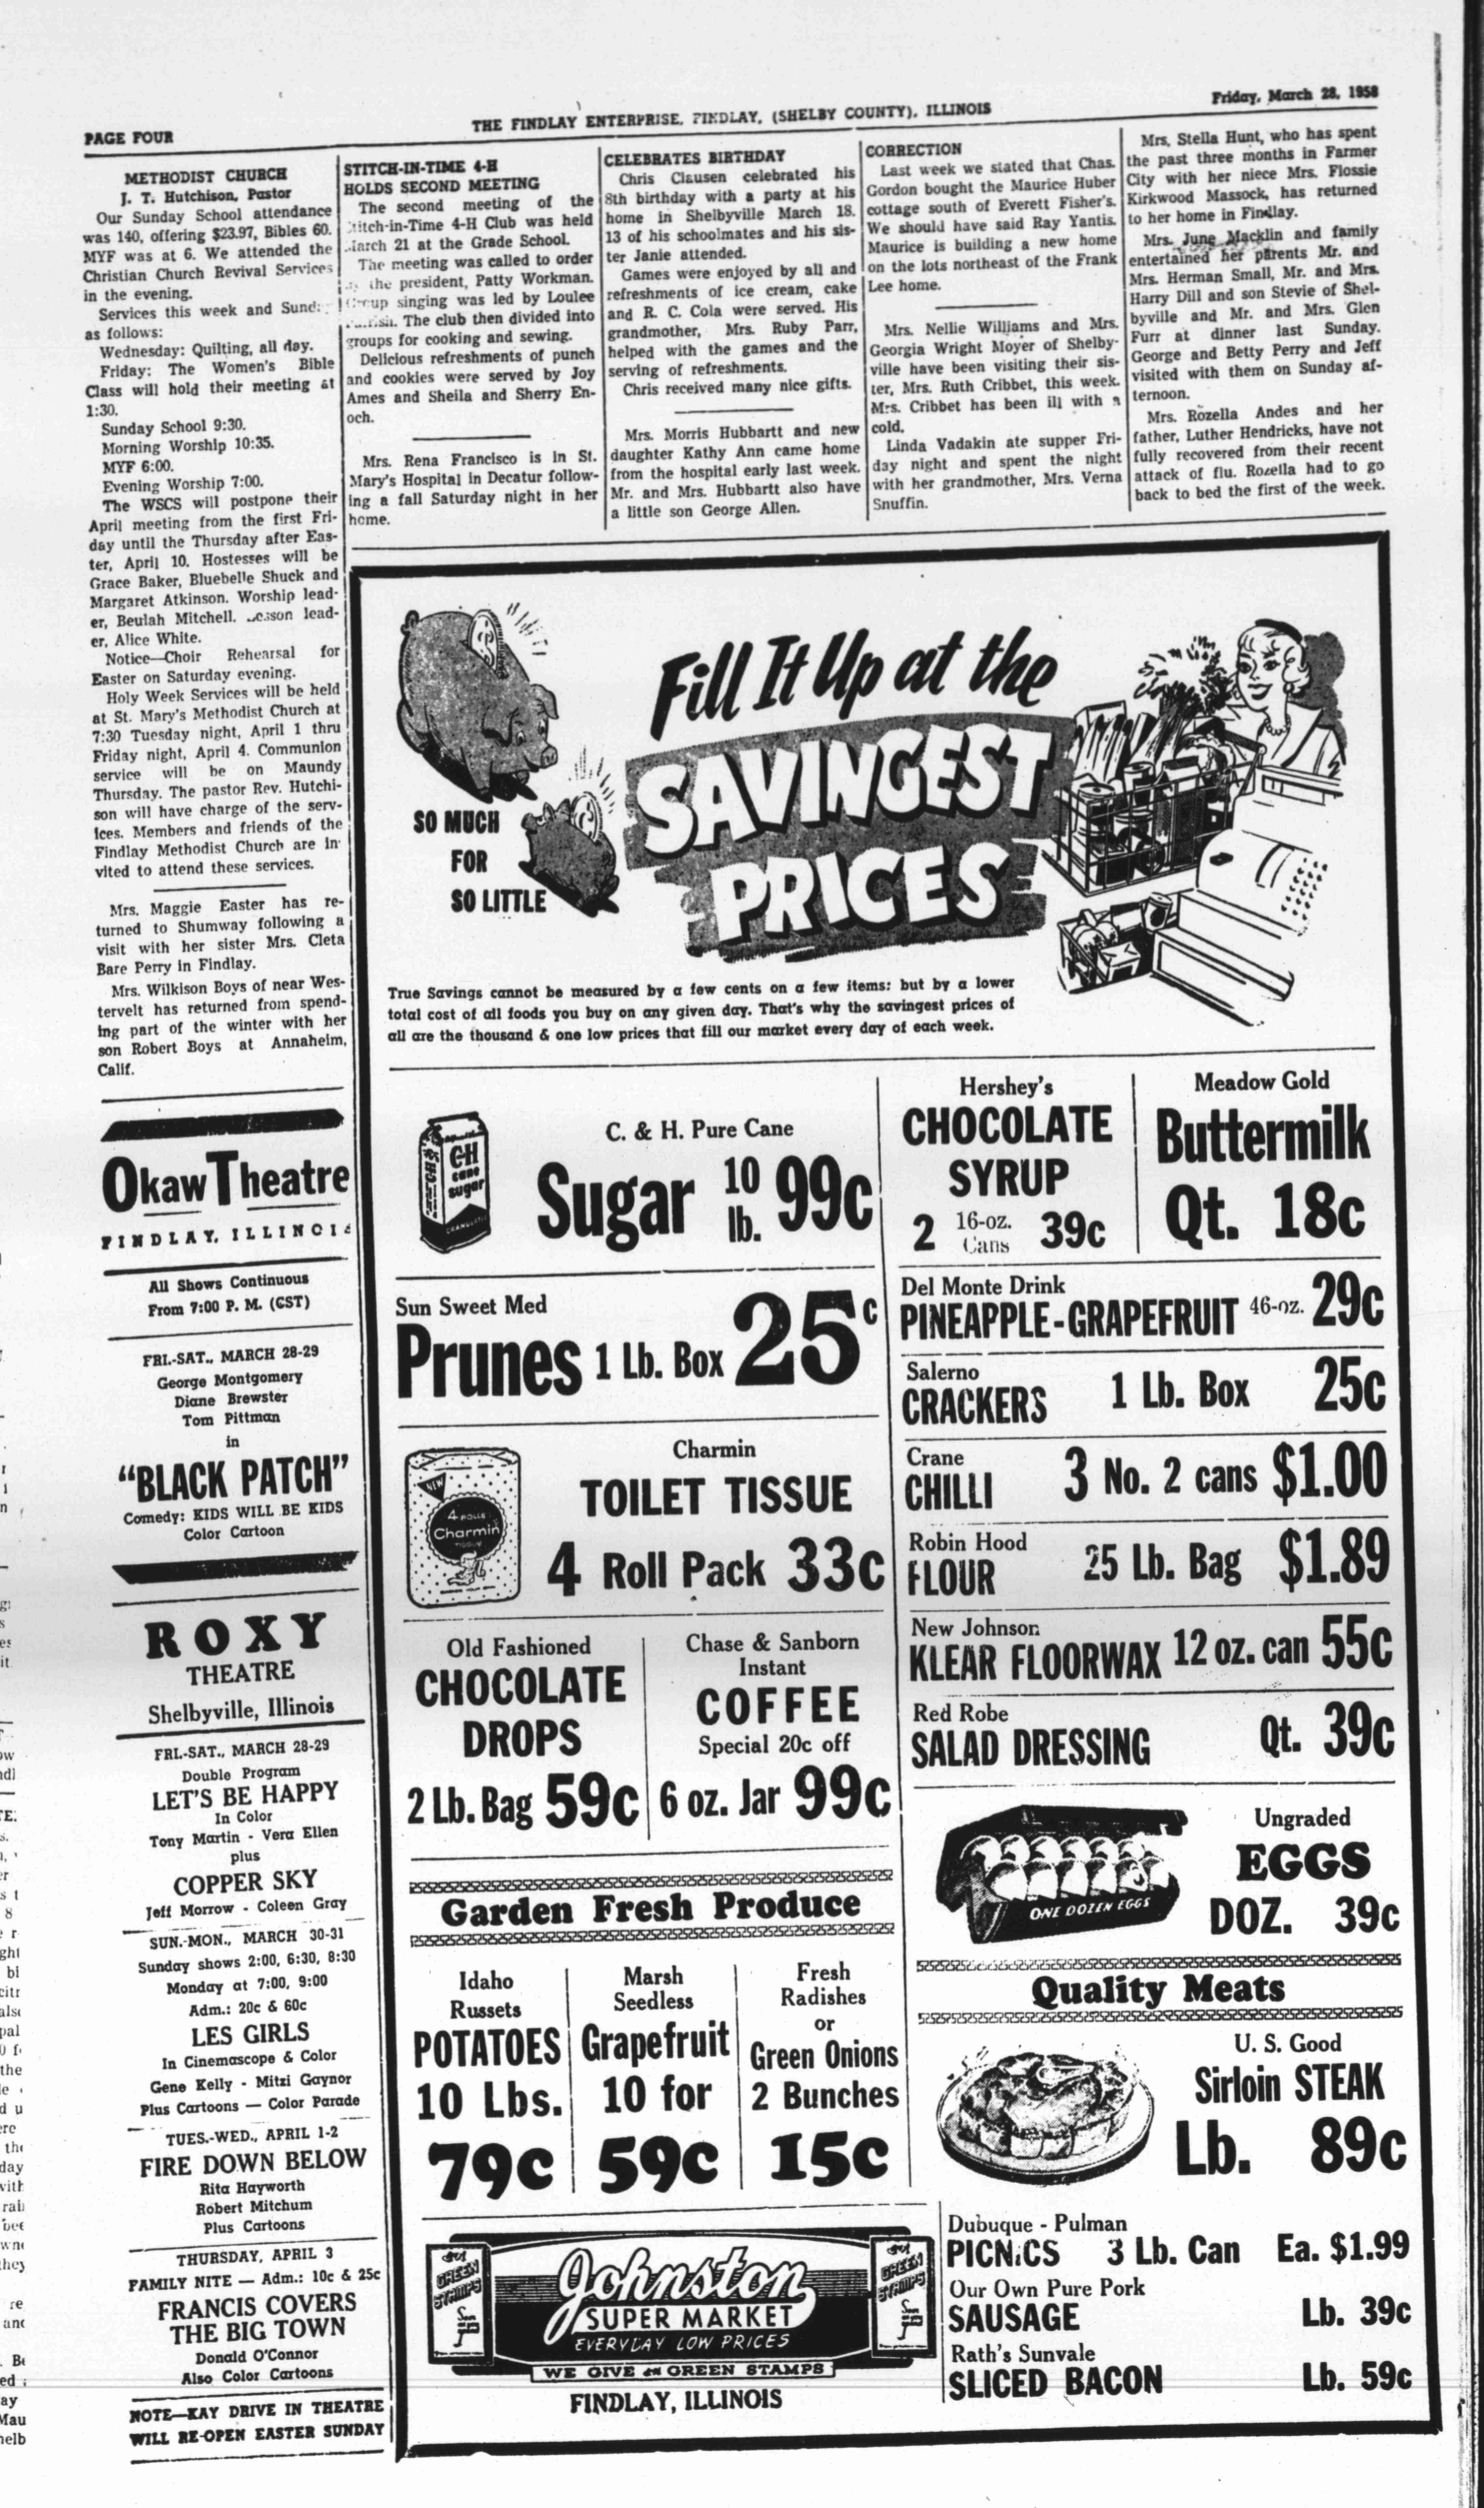 PAGE FOUR
THE FINDLAY ENTERPRISE, FINDLAY, (SHELBY COUNTY), ILLINOIS
Friday, March 28, 1958
METHODIST CHURCH
J. T. Hutchison, Pastor
Our Sunday School attendance
was 140, offering $23.97, Bibles 60.
MYF was at 6. We attended the
Christian Church Revival Services
in the evening.
Services this week and
as follows:
Wednesday: Quilting, all day.
Friday: The Women's Bible
Class will hold their meeting at
1:30.
Sunday School 9:30.
Morning Worship 10:35.
MYF 6:00.
Evening Worship 7:00.
The WSCS will postpone their
April meeting from the first Fri-
day until the Thursday after Eas-
ter, April 10. Hostesses will be
Grace Baker, Bluebelle Shuck and
Margaret Atkinson. Worship lead-
er, Beulah Mitchell. lead-
er, Alice White.
Notice—Choir Rehearsal for
Easter on Saturday evening.
Holy Week Services will be held
at St. Mary's Methodist Church at
7:30 Tuesday night, April 1 thru
Friday night, April 4. Communion
service will be on Maundy
Thursday. The pastor Rev. Hutchi-
son will have charge of the serv-
ices. Members and friends of the
Findlay Methodist Church are in-
vited to attend these services.
Mrs. Maggie Easter has re-
turned to Shumway following a
visit with her sister Mrs. Cleta
Bare Perry in Findlay.
Mrs. Wilkison Boys of near Wes-
tervelt has returned from spend-
ing part of the winter with her
son Robert Boys at Annaheim,
Calif.
STITCH-IN-TIME 4-H
HOLDS SECOND MEETING
The second meeting of the
Stitch-in-Time 4-H Club was held
March 21 at the Grade School.
The meeting was called to order
the president, Patty Workman.
Group singing was led by Loulee
The club then divided into
groups for cooking and sewing.
Delicious refreshments of punch
and cookies were served by Joy
Ames and Sheila and Sherry En-
och.
Mrs. Rena Francisco is in St.
Mary's Hospital in Decatur follow-
ing a fall Saturday night in her
home.
CELEBRATES BIRTHDAY
Chris Clausen celebrated his
8th birthday with a party at his
home in Shelbyville March 18.
13 of his schoolmates and his sis-
ter Janie attended.
Games were enjoyed by all and
refreshments of ice cream, cake
and R. C. Cola were served. His
grandmother, Mrs. Ruby Parr,
helped with the games and the
serving of refreshments.
Chris received many nice gifts.
Mrs. Morris Hubbartt and new
daughter Kathy Ann came home
from the hospital early last week.
Mr. and Mrs. Hubbartt also have
a little son George Allen.
CORRECTION
Last week we stated that Chas.
Gordon bought the Maurice Huber
cottage south of Everett Fisher's.
We should have said Ray Yantis.
Maurice is building a new home
on the lots northeast of the Frank
Lee home.
Mrs. Nellie Williams and Mrs.
Georgia Wright Moyer of Shelby-
ville have been visiting their sis-
ter, Mrs. Ruth Cribbet, this week.
Mrs. Cribbet has been ill with a
cold.
Linda Vadakin ate supper Fri-
day night and spent the night
with her grandmother, Mrs. Verna
Snuffin.
Mrs. Stella Hunt, who has spent
the past three months in Farmer
City with her niece Mrs. Flossie
Kirkwood Massock, has returned
to her home in Findlay.
Mrs. June Macklin and family
entertained her parents Mr. and
Mrs. Herman Small, Mr. and Mrs.
Harry Dill and son Stevie of Shel-
byville and Mr. and Mrs. Glen
Furr at dinner last Sunday.
George and Betty Perry and Jeff
visited with them on Sunday af-
ternoon.
Mrs. Rozella Andes and her
father, Luther Hendricks, have not
fully recovered from their recent
attack of flu. Rozella had to go
back to bed the first of the week.
Okaw Theatre
FINDLAY, ILLINOIS
All Shows Continuous
From 7:00 P. M. (CST)
FRI.-SAT., MARCH 28-29
George Montgomery
Diane Brewster
Tom Pittman
in
"BLACK PATCH"
Comedy: KIDS WILL BE KIDS
Color Cartoon
ROXY
THEATRE
Shelbyville, Illinois
FRI.-SAT., MARCH 28-29
Double Program
LET'S BE HAPPY
In Color
Tony Martin - Vera Ellen
plus
COPPER SKY
Jeff Morrow - Coleen Gray
SUN.-MON., MARCH 30-31
Sunday shows 2:00, 6:30, 8:30
Monday at 7:00, 9:00
Adm.: 20c & 60c
LES GIRLS
In Cinemascope & Color
Gene Kelly - Mitzi Gaynor
Plus Cartoons — Color Parade
TUES.-WED., APRIL 1-2
FIRE DOWN BELOW
Rita Hayworth
Robert Mitchum
Plus Cartoons
THURSDAY, APRIL 3
FAMILY NITE — Adm.: 10c & 25c
FRANCIS COVERS
THE BIG TOWN
Donald O'Connor
Also Color Cartoons
NOTE—KAY DRIVE IN THEATRE
WILL RE-OPEN EASTER SUNDAY
SO MUCH
FOR
SO LITTLE
Fill It Up at the
SAVINGEST
PRICES
True Savings cannot be measured by a few cents on a few items: but by a lower
total cost of all foods you buy on any given day. That's why the savingest prices of
all are the thousand & one low prices that fill our market every day of each week.
C-H
cane
sugar
C. & H. Pure Cane
Sugar 10 lb. 99c
Hershey's
CHOCOLATE
SYRUP
2 16-oz. Cans 39c
Meadow Gold
Buttermilk
Qt. 18c
Sun Sweet Med
Prunes 1 Lb. Box 25c
NEW
4 ROLLS
Charmin
TISSUE
Charmin
TOILET TISSUE
4 Roll Pack 33c
Old Fashioned
CHOCOLATE
DROPS
2 Lb. Bag 59c
Chase & Sanborn
Instant
COFFEE
Special 20c off
6 oz. Jar 99c
Del Monte Drink
PINEAPPLE-GRAPEFRUIT 46-oz. 29c
Salerno
CRACKERS 1 Lb. Box 25c
Crane
CHILLI 3 No. 2 cans $1.00
Robin Hood
FLOUR 25 Lb. Bag $1.89
New Johnson
KLEAR FLOORWAX 12 oz. can 55c
Red Robe
SALAD DRESSING Qt. 39c
ONE DOZEN EGGS
Ungraded
EGGS
DOZ. 39c
Garden Fresh Produce
Idaho
Russets
POTATOES
10 Lbs.
79c
Marsh
Seedless
Grapefruit
10 for
59c
Fresh
Radishes
or
Green Onions
2 Bunches
15c
Quality Meats
U. S. Good
Sirloin STEAK
Lb. 89c
Dubuque - Pulman
PICNICS 3 Lb. Can Ea. $1.99
Our Own Pure Pork
SAUSAGE Lb. 39c
Rath's Sunvale
SLICED BACON Lb. 59c
GREEN
STAMPS
Johnston
SUPER MARKET
EVERYDAY LOW PRICES
WE GIVE GREEN STAMPS
GREEN
STAMPS
FINDLAY, ILLINOIS